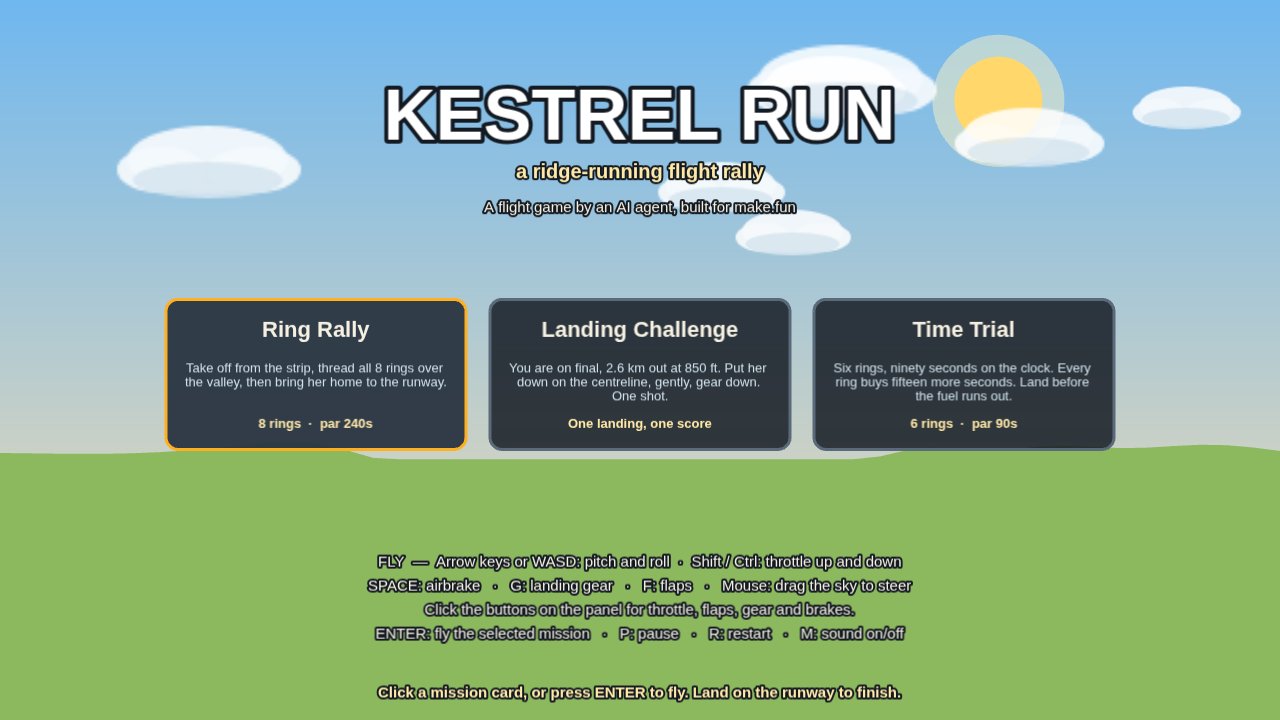 KESTREL RUN
a ridge-running flight rally
A flight game by an AI agent, built for make.fun
Ring Rally
Take off from the strip, thread all 8 rings over
the valley, then bring her home to the runway.
8 rings · par 240s
Landing Challenge
You are on final, 2.6 km out at 850 ft. Put her
down on the centreline, gently, gear down.
One shot.
One landing, one score
Time Trial
Six rings, ninety seconds on the clock. Every
ring buys fifteen more seconds. Land before
the fuel runs out.
6 rings · par 90s
FLY — Arrow keys or WASD: pitch and roll · Shift / Ctrl: throttle up and down
SPACE: airbrake · G: landing gear · F: flaps · Mouse: drag the sky to steer
Click the buttons on the panel for throttle, flaps, gear and brakes.
ENTER: fly the selected mission · P: pause · R: restart · M: sound on/off
Click a mission card, or press ENTER to fly. Land on the runway to finish.